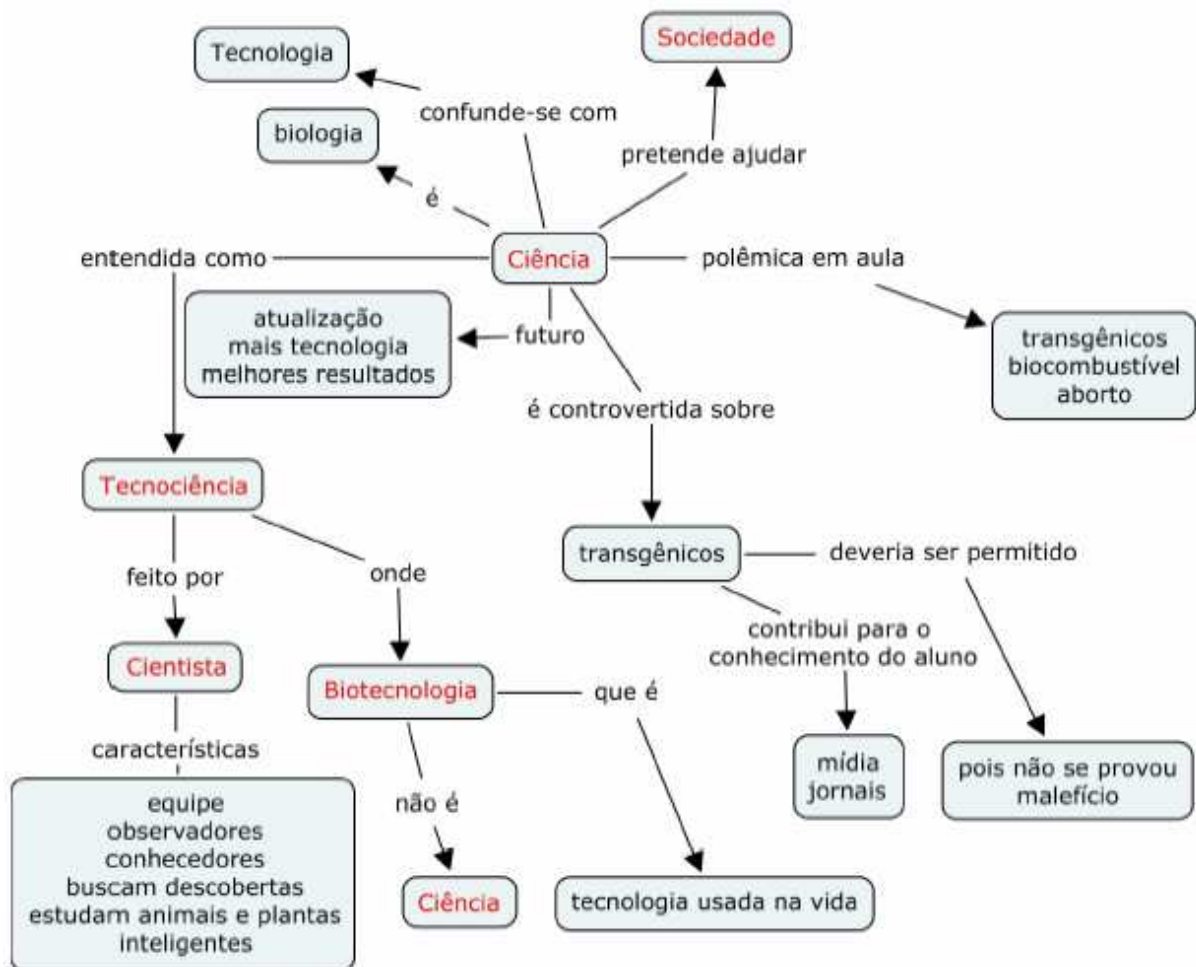 Sociedade
Tecnologia
confunde-se com
biologia
pretende ajudar
é
entendida como
Ciência
polêmica em aula
atualização
mais tecnologia
melhores resultados
futuro
transgênicos
biocombustível
aborto
é controvertida sobre
Tecnociência
transgênicos
deveria ser permitido
feito por
onde
contribui para o
conhecimento do aluno
Cientista
Biotecnologia
que é
características
mídia
jornais
pois não se provou
malefício
não é
equipe
observadores
conhecedores
buscam descobertas
estudam animais e plantas
inteligentes
Ciência
tecnologia usada na vida